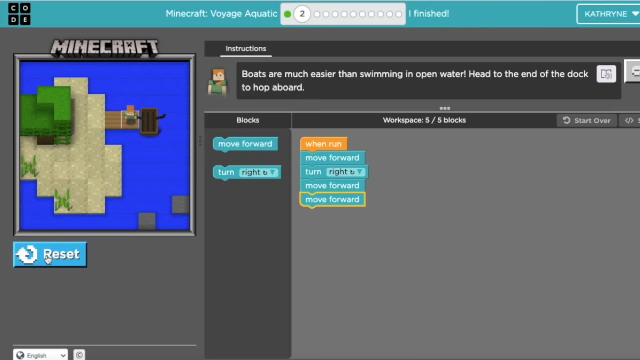 C O
D E
Minecraft: Voyage Aquatic
2
I finished!
KATHRYNE
MINECRAFT
Instructions
Boats are much easier than swimming in open water! Head to the end of the dock
to hop aboard.
Blocks
Workspace: 5 / 5 blocks
Start Over
</> S
move forward
turn right
when run
move forward
turn right
move forward
move forward
Reset
English
©